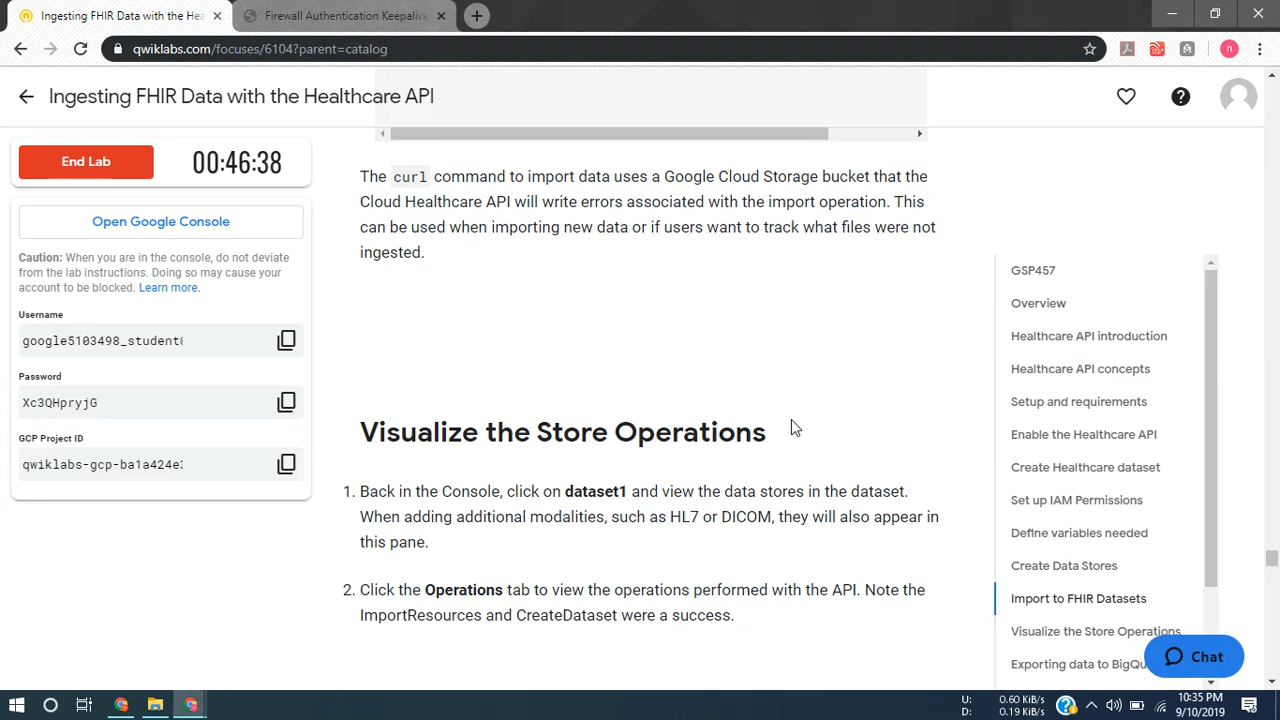 Ingesting FHIR Data with the Hea
Firewall Authentication Keepalive
qwiklabs.com/focuses/6104?parent=catalog
n
Ingesting FHIR Data with the Healthcare API
End Lab
00:46:38
Open Google Console
Caution: When you are in the console, do not deviate
from the lab instructions. Doing so may cause your
account to be blocked. Learn more.
Username
google5103498_student
Password
Xc3QHpryjG
GCP Project ID
qwiklabs-gcp-ba1a424e
The curl command to import data uses a Google Cloud Storage bucket that the
Cloud Healthcare API will write errors associated with the import operation. This
can be used when importing new data or if users want to track what files were not
ingested.
Visualize the Store Operations
1. Back in the Console, click on dataset1 and view the data stores in the dataset.
When adding additional modalities, such as HL7 or DICOM, they will also appear in
this pane.
2. Click the Operations tab to view the operations performed with the API. Note the
ImportResources and CreateDataset were a success.
GSP457
Overview
Healthcare API introduction
Healthcare API concepts
Setup and requirements
Enable the Healthcare API
Create Healthcare dataset
Set up IAM Permissions
Define variables needed
Create Data Stores
Import to FHIR Datasets
Visualize the Store Operations
Exporting data to BigQu
Chat
U: 0.60 KiB/s
D: 0.19 KiB/s
10:35 PM
9/10/2019